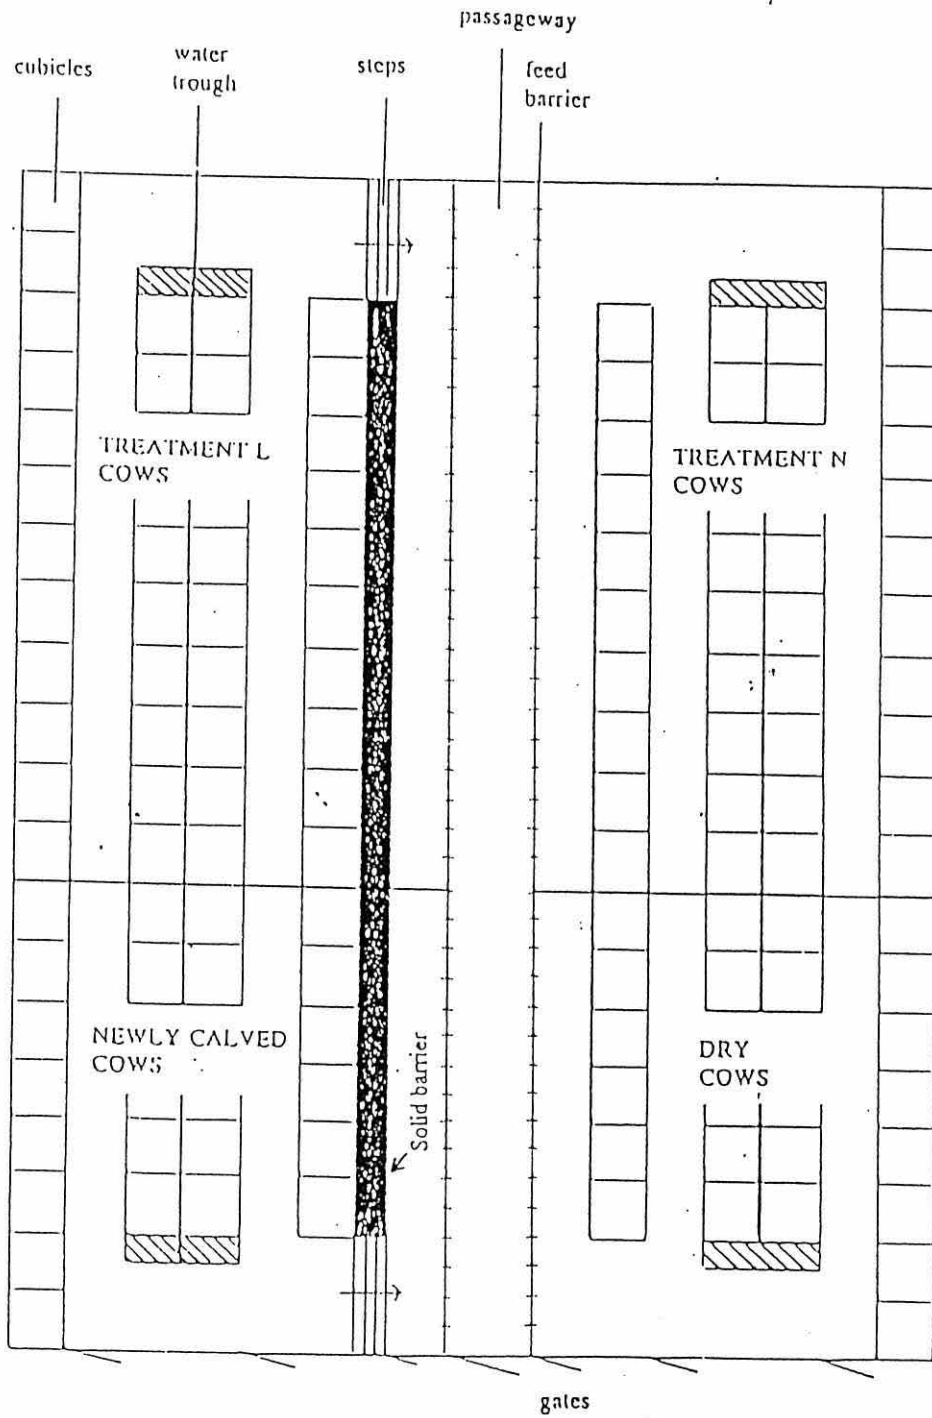 passageway
cubicles
water
trough
steps
feed
barrier
TREATMENT L
COWS
TREATMENT N
COWS
NEWLY CALVED
COWS
Solid barrier
DRY
COWS
gates